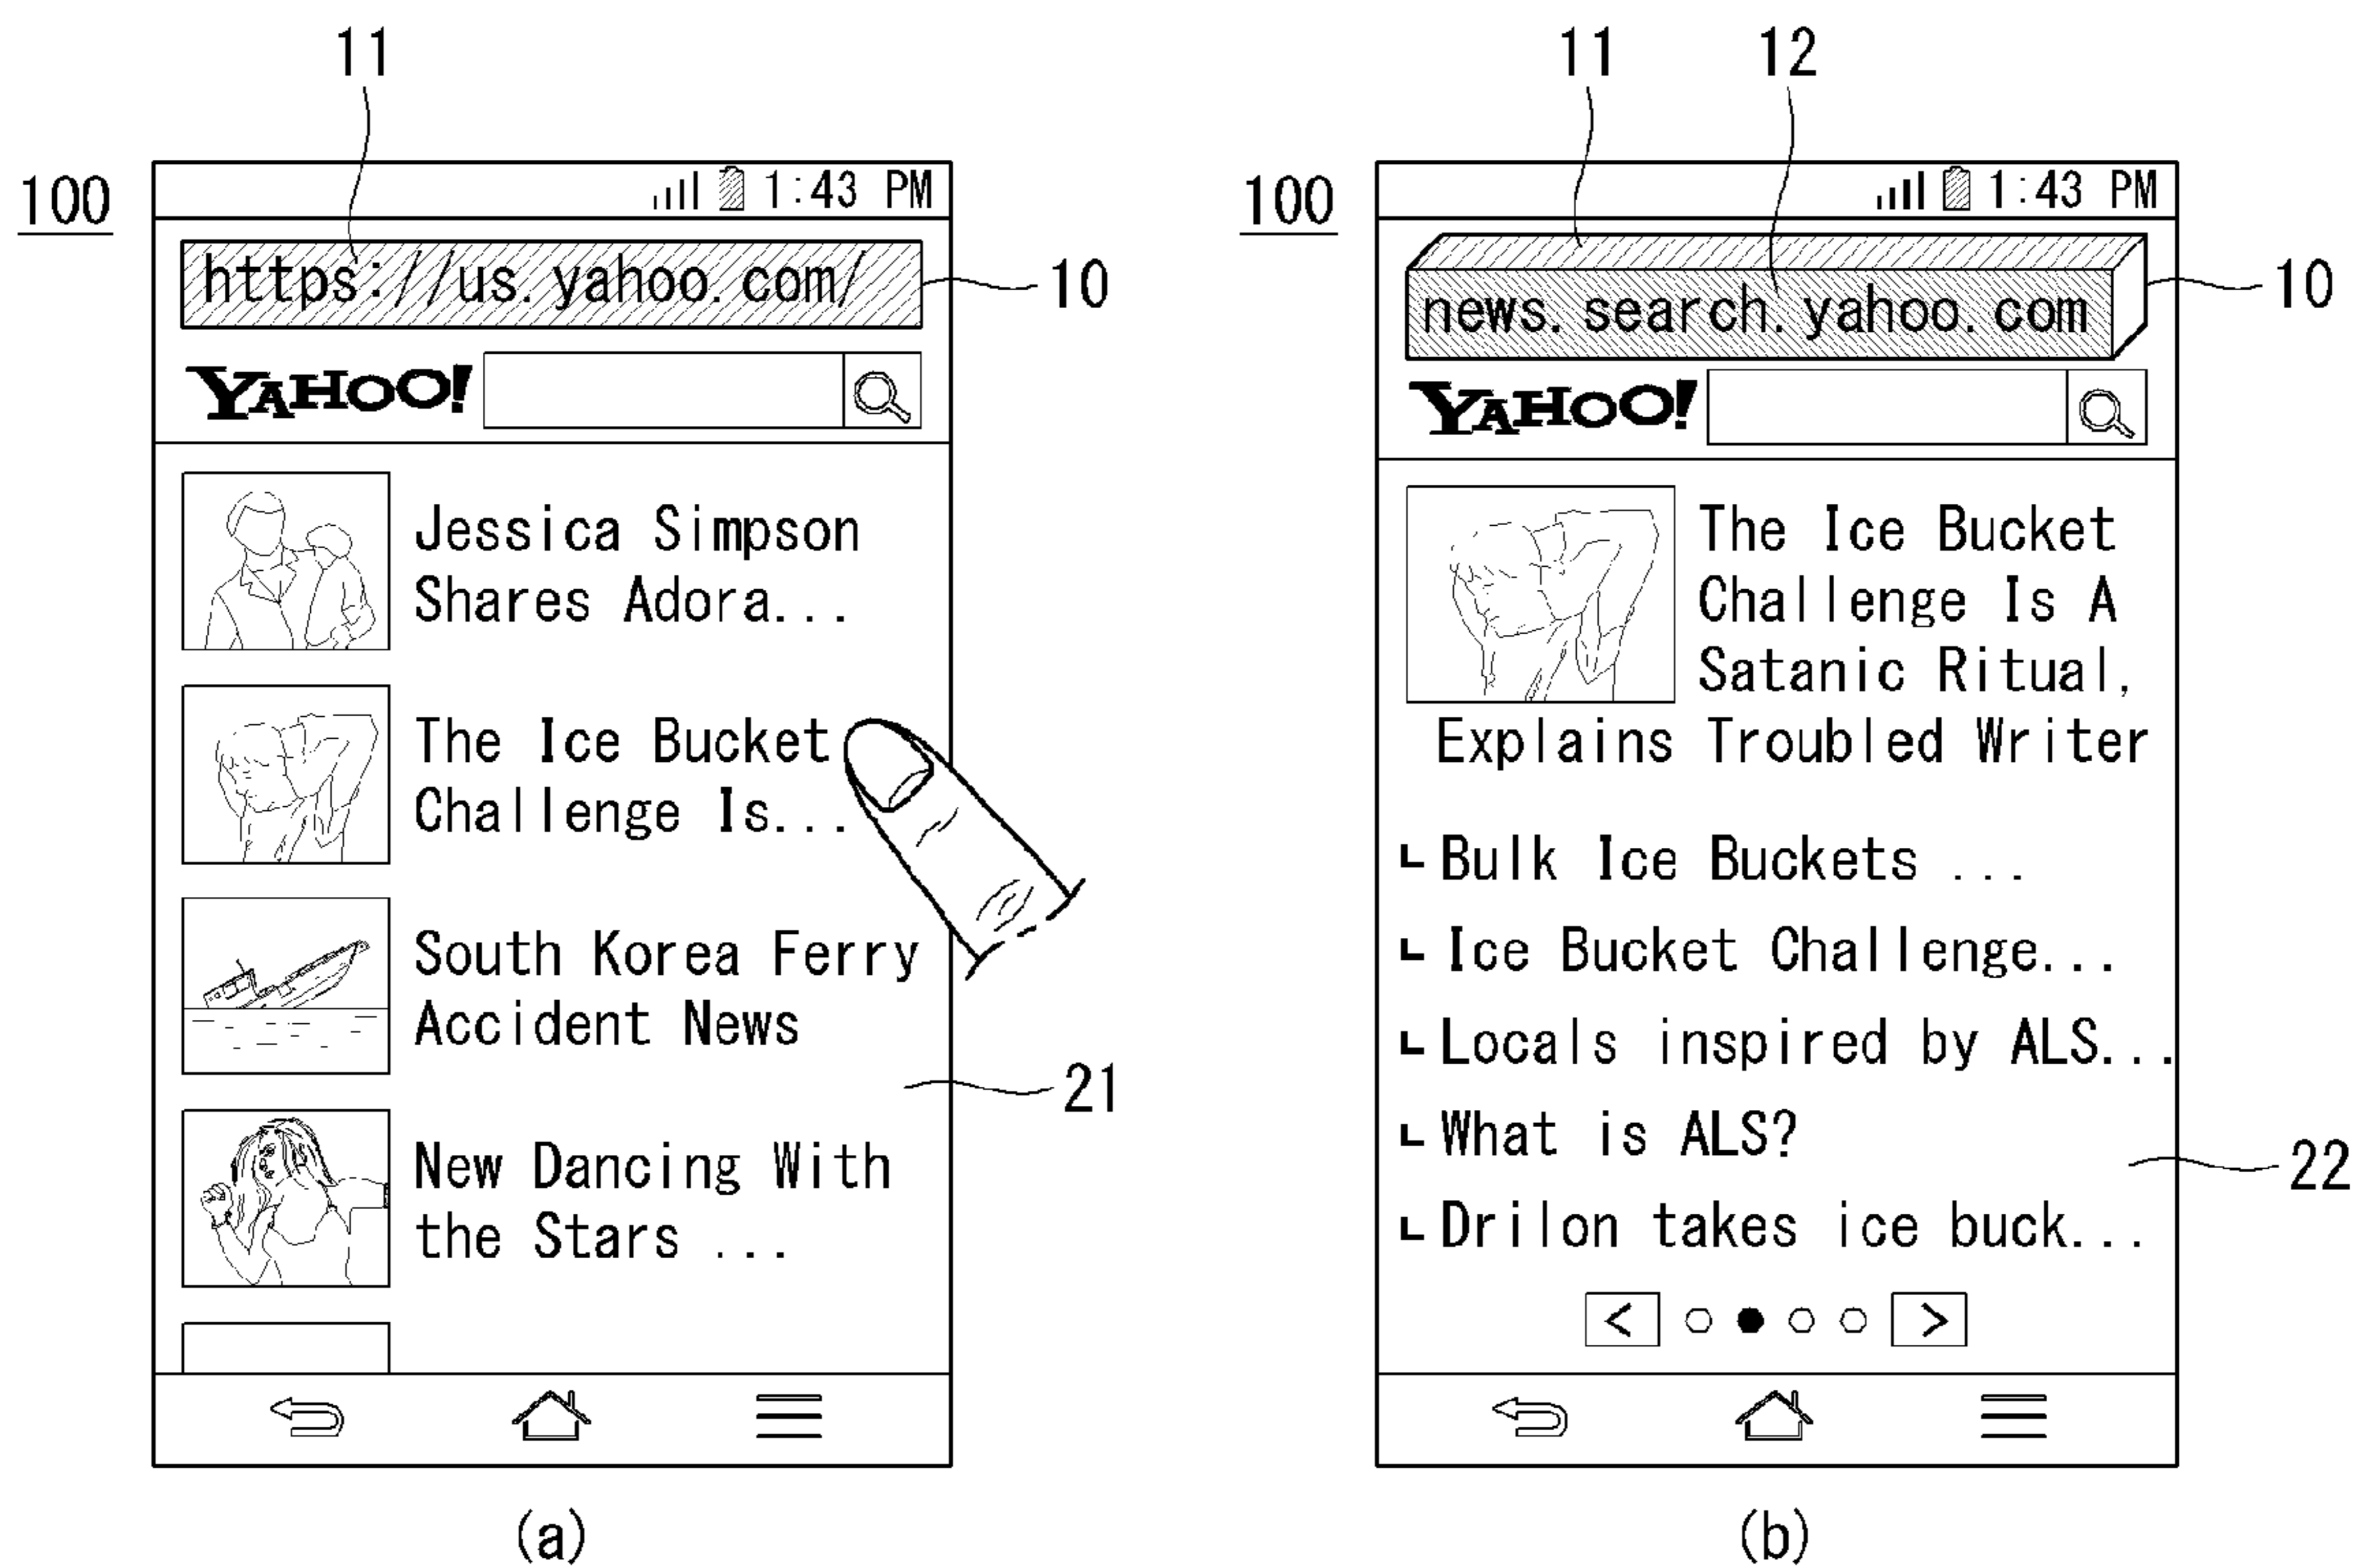 11
100
1:43 PM
https://us.yahoo.com/
10
YAHOO!
Jessica Simpson
Shares Adora...
The Ice Bucket
Challenge Is...
South Korea Ferry
Accident News
21
New Dancing With
the Stars ...
(a)
11 12
100
1:43 PM
news.search.yahoo.com
10
YAHOO!
The Ice Bucket
Challenge Is A
Satanic Ritual,
Explains Troubled Writer
Bulk Ice Buckets ...
Ice Bucket Challenge...
Locals inspired by ALS...
What is ALS?
22
Drilon takes ice buck...
< >
(b)